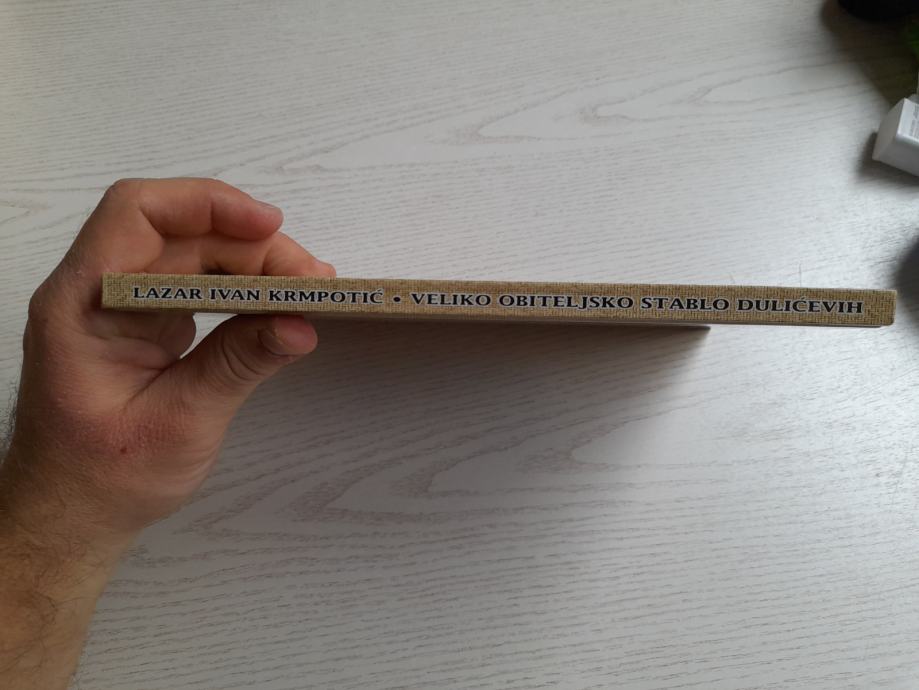 LAZAR IVAN KRMPOTIĆ • VELIKO OBITELJSKO STABLO DULIĆEVIH